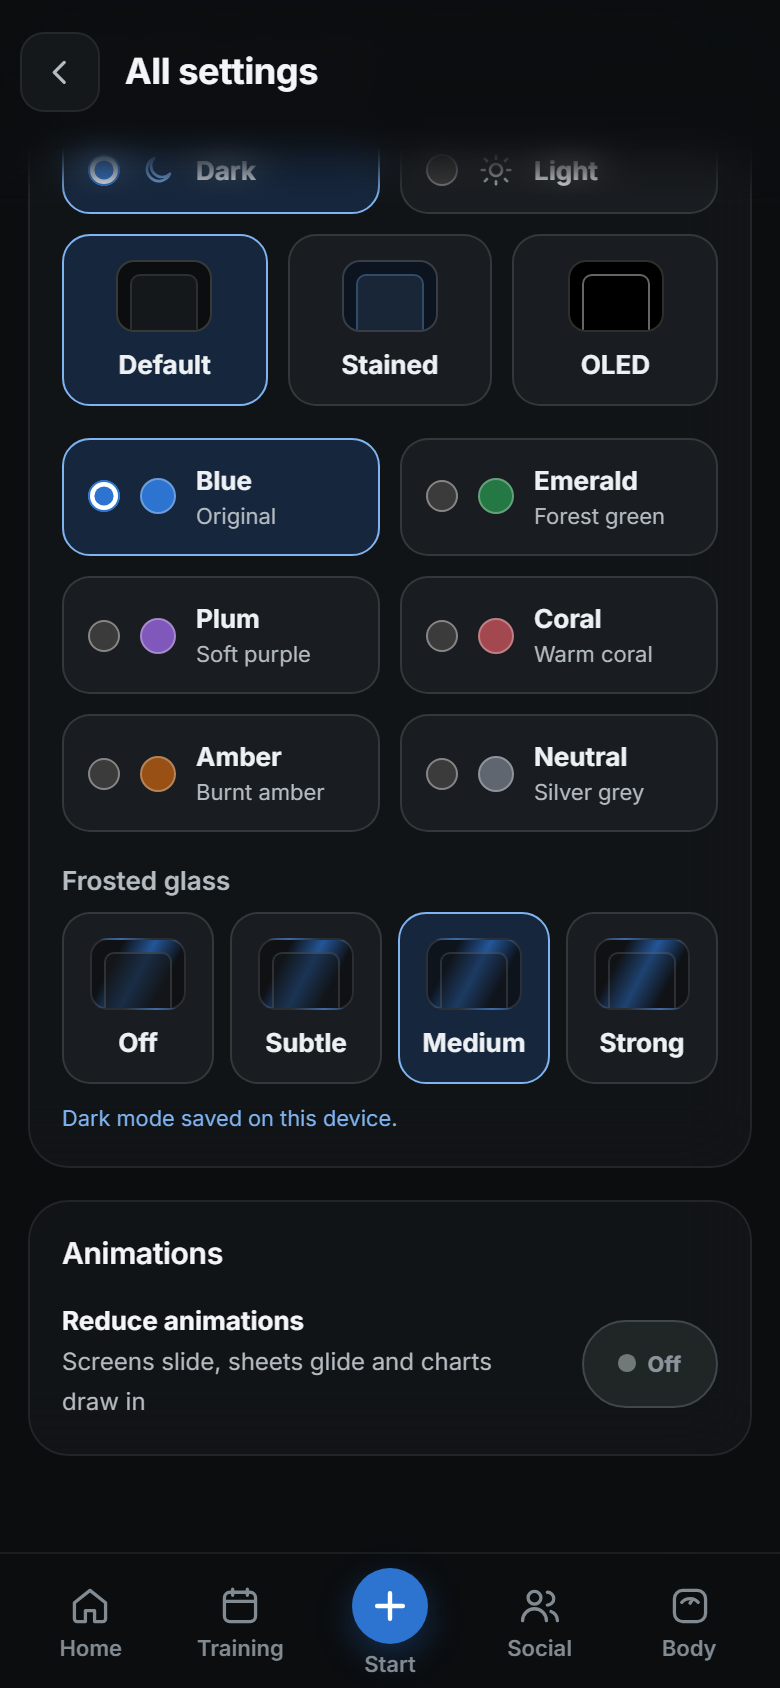 All settings
Dark
Light
Default
Stained
OLED
Blue
Original
Emerald
Forest green
Plum
Soft purple
Coral
Warm coral
Amber
Burnt amber
Neutral
Silver grey
Frosted glass
Off
Subtle
Medium
Strong
Dark mode saved on this device.
Animations
Reduce animations
Screens slide, sheets glide and charts
draw in
Off
Home
Training
Start
Social
Body